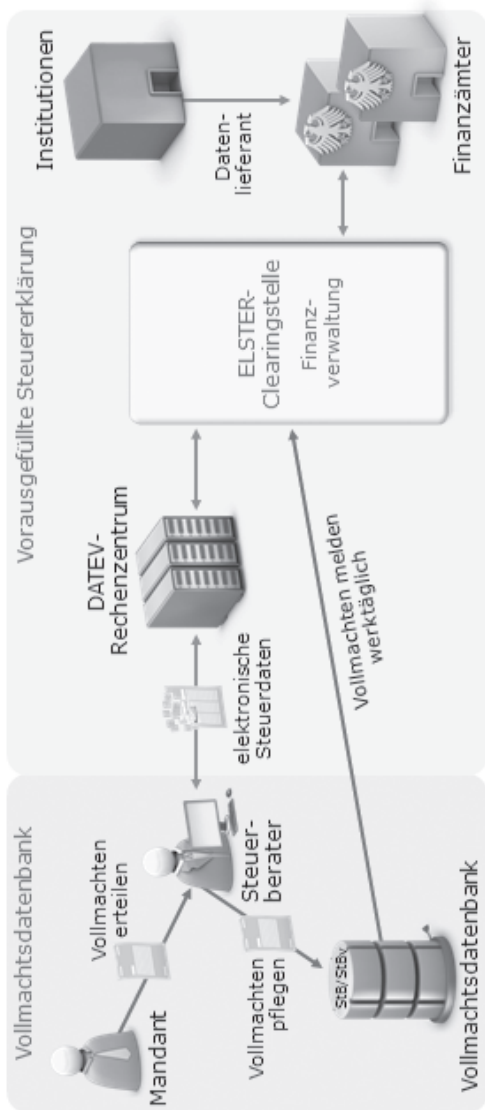 Vollmachtsdatenbank
Vorausgefüllte Steuererklärung
Mandant
Vollmachten
erteilen
Steuer-
berater
Vollmachten
pflegen
StB/StBv
Vollmachtsdatenbank
elektronische
Steuerdaten
DATEV-
Rechenzentrum
Vollmachten melden
werktäglich
ELSTER-
Clearingstelle
Finanz-
verwaltung
Institutionen
Daten-
lieferant
Finanzämter